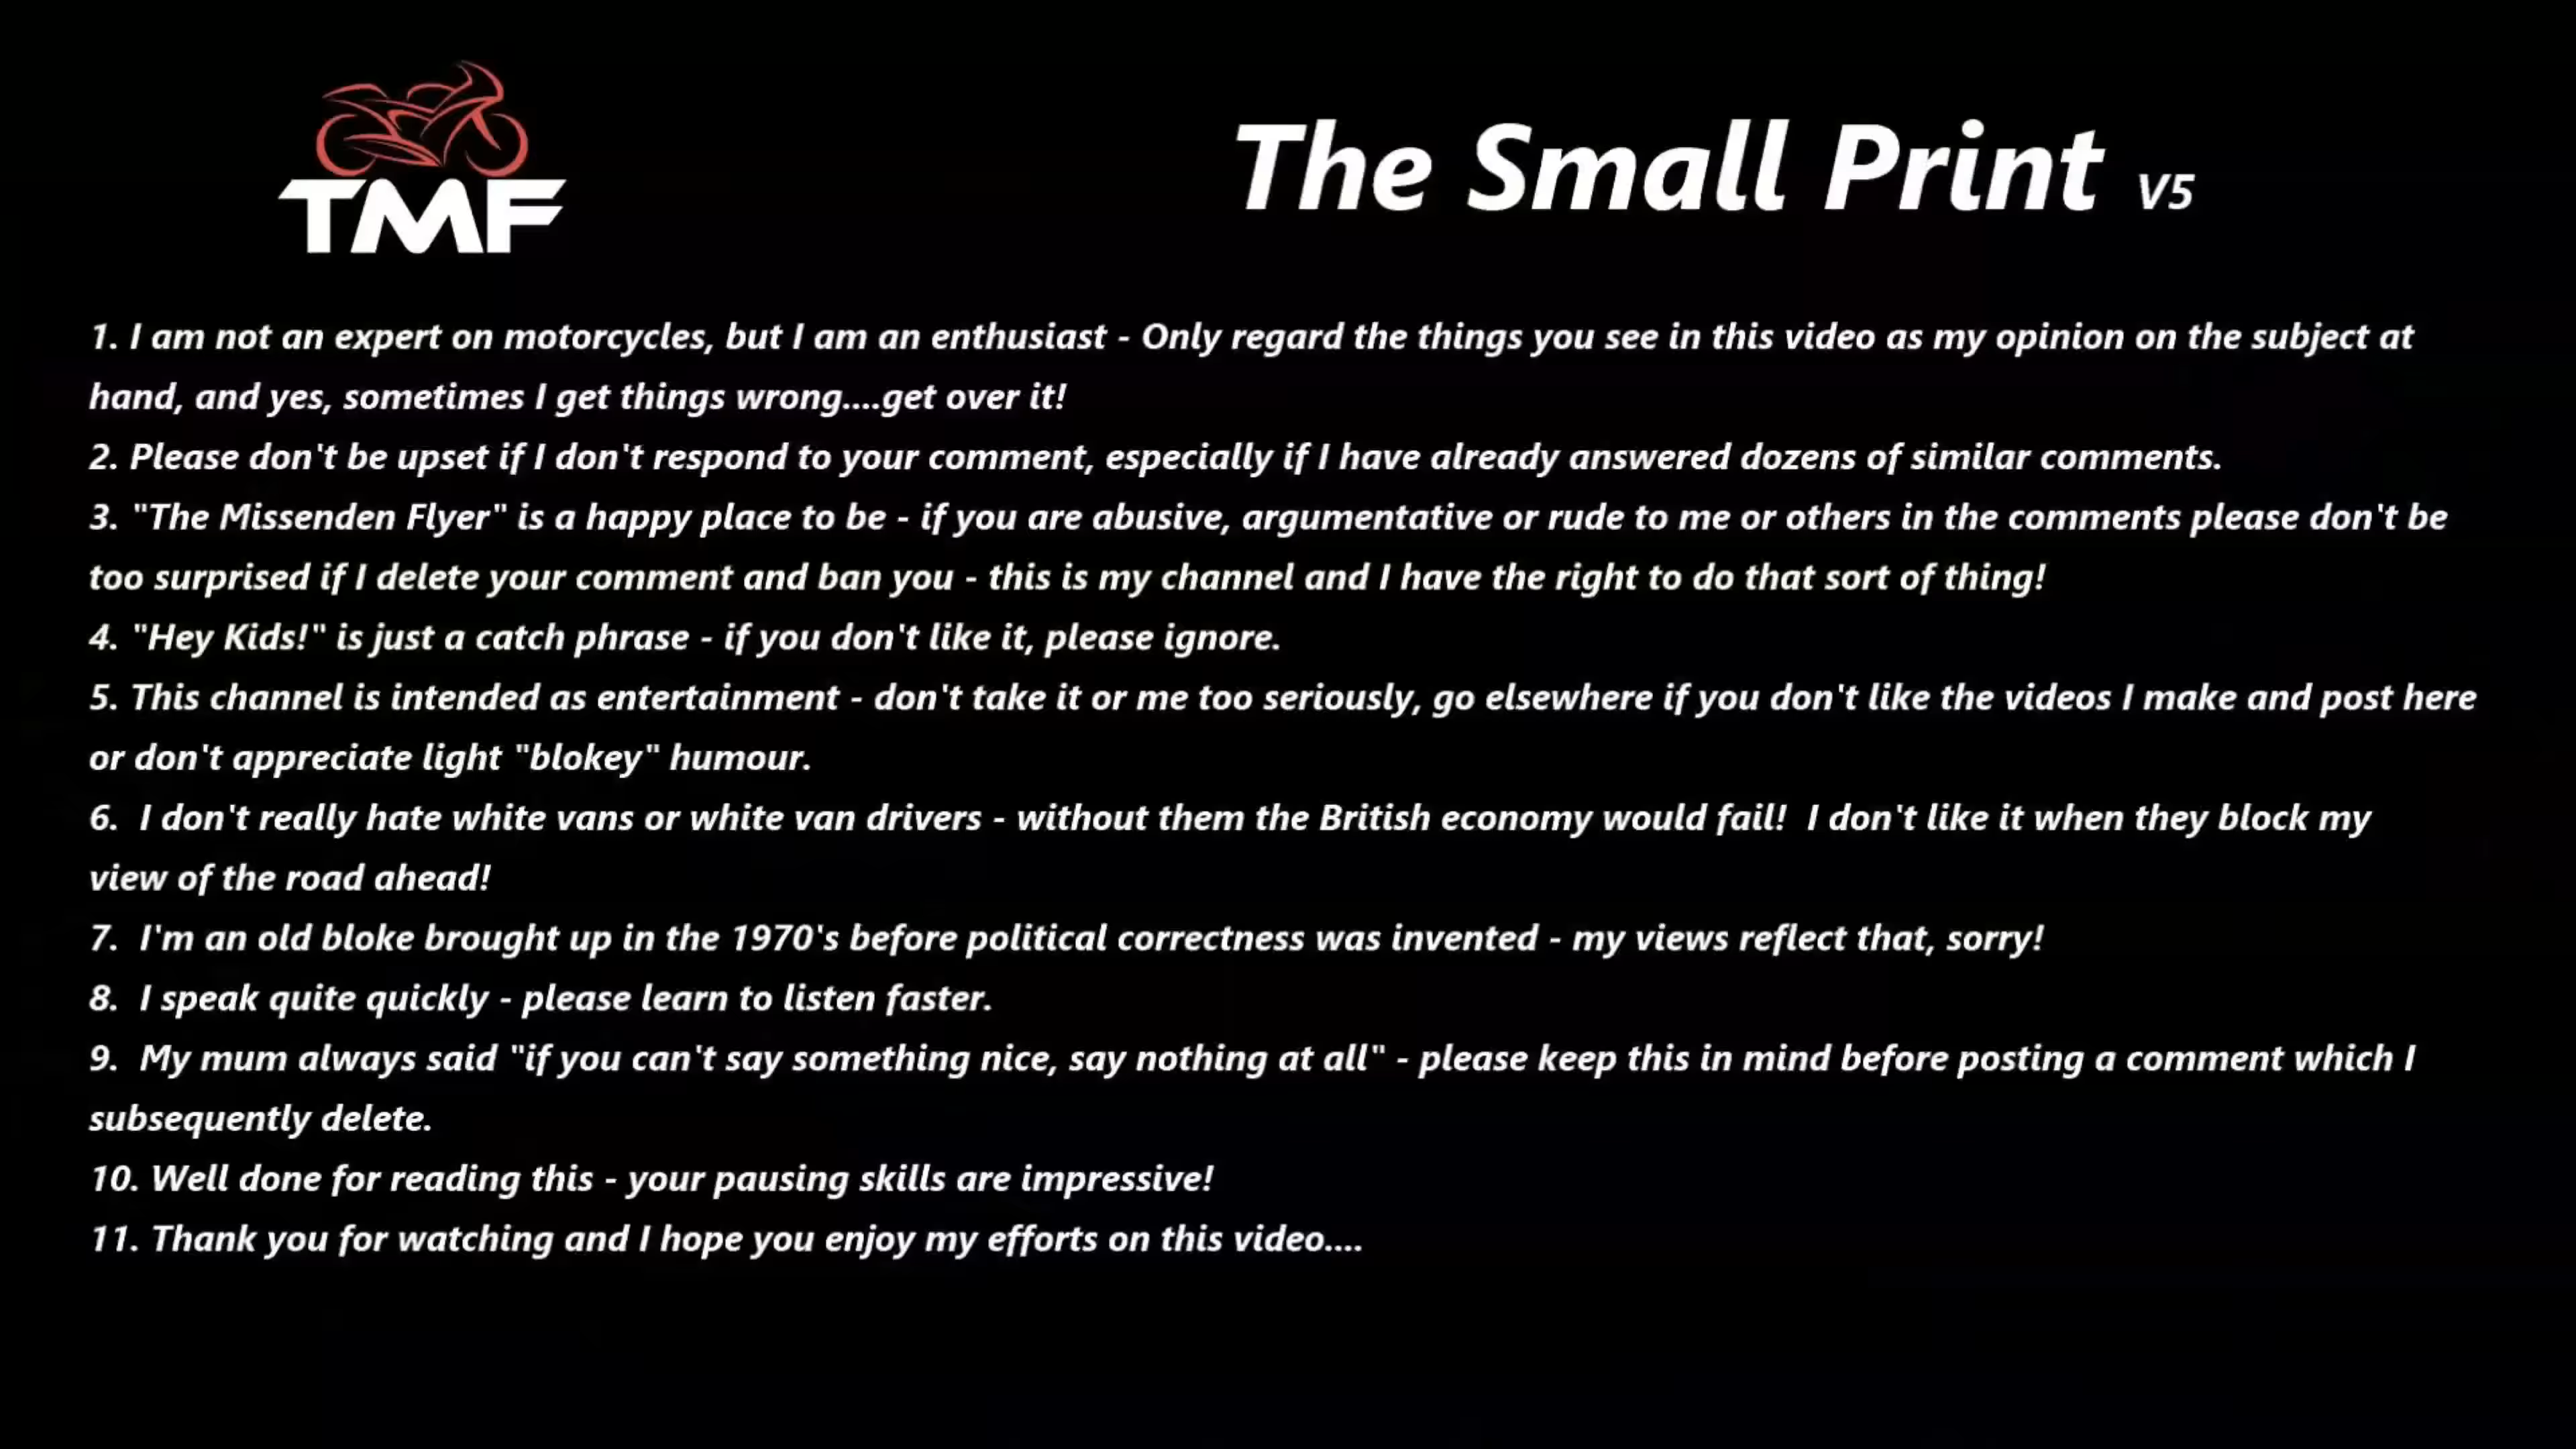 TMF
The Small Print V5
1. I am not an expert on motorcycles, but I am an enthusiast - Only regard the things you see in this video as my opinion on the subject at
hand, and yes, sometimes I get things wrong....get over it!
2. Please don't be upset if I don't respond to your comment, especially if I have already answered dozens of similar comments.
3. "The Missenden Flyer" is a happy place to be - if you are abusive, argumentative or rude to me or others in the comments please don't be
too surprised if I delete your comment and ban you - this is my channel and I have the right to do that sort of thing!
4. "Hey Kids!" is just a catch phrase - if you don't like it, please ignore.
5. This channel is intended as entertainment - don't take it or me too seriously, go elsewhere if you don't like the videos I make and post here
or don't appreciate light "blokey" humour.
6.  I don't really hate white vans or white van drivers - without them the British economy would fail!  I don't like it when they block my
view of the road ahead!
7.  I'm an old bloke brought up in the 1970's before political correctness was invented - my views reflect that, sorry!
8.  I speak quite quickly - please learn to listen faster.
9.  My mum always said "if you can't say something nice, say nothing at all" - please keep this in mind before posting a comment which I
subsequently delete.
10. Well done for reading this - your pausing skills are impressive!
11. Thank you for watching and I hope you enjoy my efforts on this video....